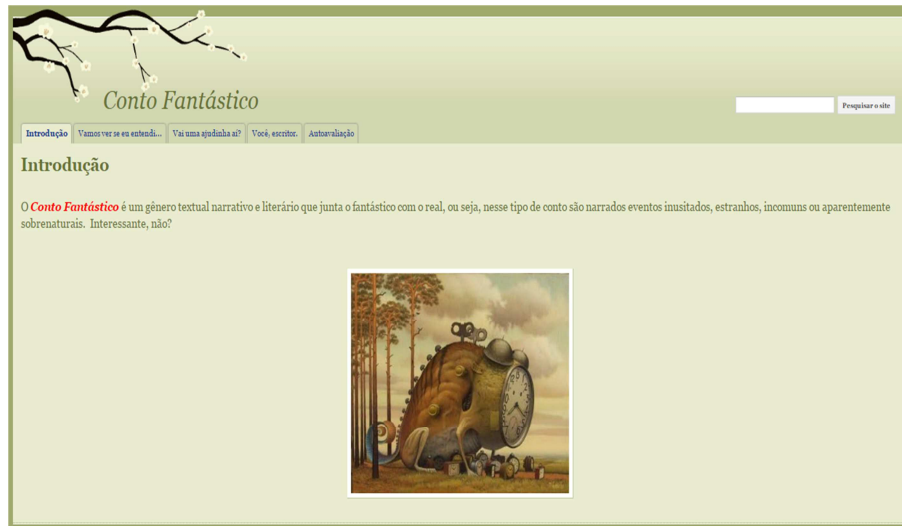 Conto Fantástico
Pesquisar o site
Introdução
Vamos ver se eu entendi...
Vai uma ajudinha aí?
Você, escritor.
Autoavaliação
Introdução
O Conto Fantástico é um gênero textual narrativo e literário que junta o fantástico com o real, ou seja, nesse tipo de conto são narrados eventos inusitados, estranhos, incomuns ou aparentemente
sobrenaturais. Interessante, não?